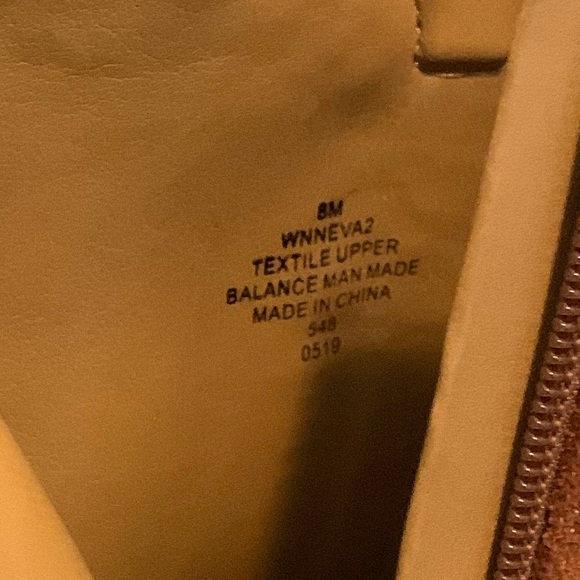 8M
WNNEVA2
TEXTILE UPPER
BALANCE MAN MADE
MADE IN CHINA
548
0519